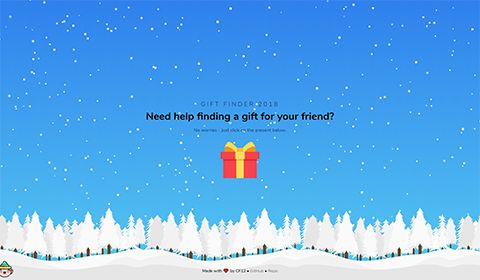 GIFT FINDER 2018
Need help finding a gift for your friend?
No worries - just click on the present below.
Made with ❤ by CF12 • GitHub • Repo